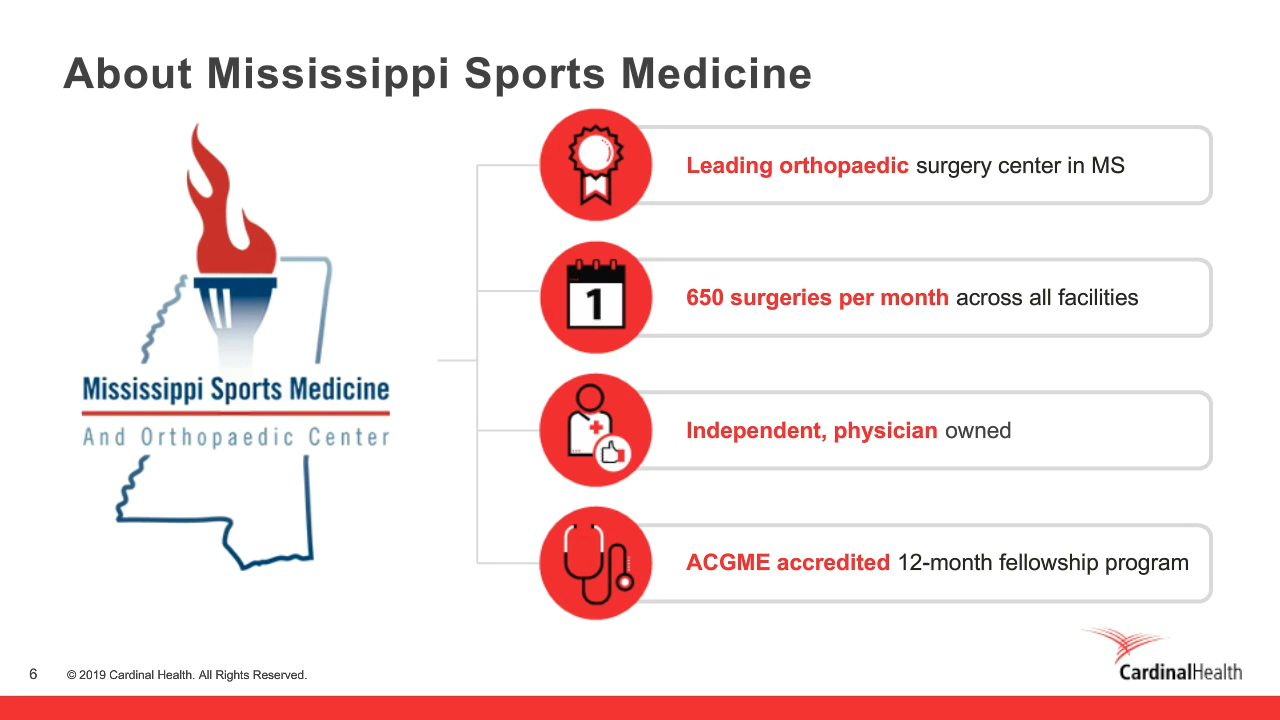 About Mississippi Sports Medicine
Mississippi Sports Medicine
And Orthopaedic Center
Leading orthopaedic surgery center in MS
1
650 surgeries per month across all facilities
Independent, physician owned
ACGME accredited 12-month fellowship program
6
© 2019 Cardinal Health. All Rights Reserved.
CardinalHealth